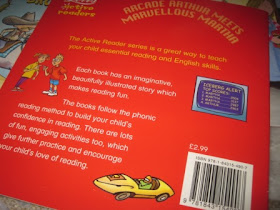 Active
readers
ARCADE ARTHUR MEETS
MARVELLOUS MARTHA
The Active Reader series is a great way to teach
your child essential reading and English skills.
Each book has an imaginative,
beautifully illustrated story which
makes reading fun.
ICEBERG ALERT
TOP SCORES:
The books follow the phonic
reading method to build your child's
confidence in reading. There are lots
of fun, engaging activities too, which
give further practice and encourage
your child's love of reading.
£2.99